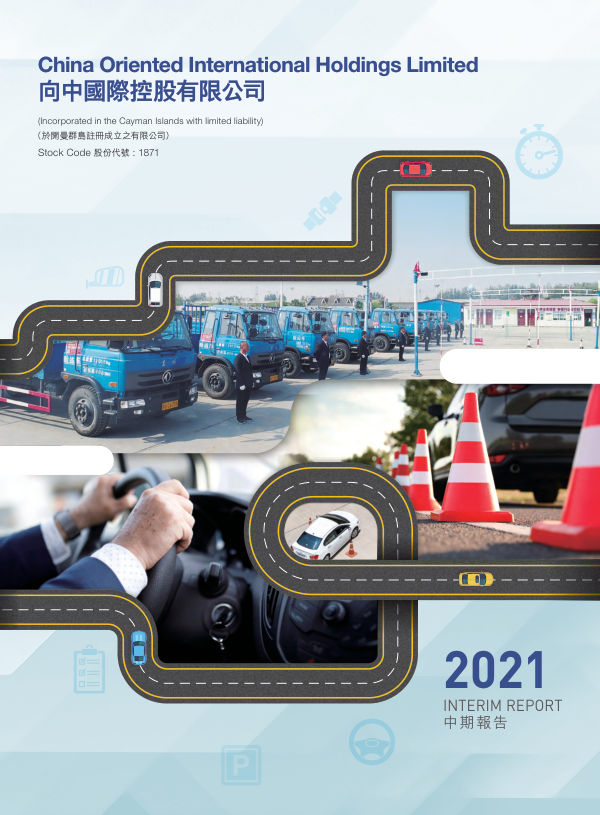 China Oriented International Holdings Limited
向中國際控股有限公司
(Incorporated in the Cayman Islands with limited liability)
（於開曼群島註冊成立之有限公司）
Stock Code 股份代號 : 1871
P
2021
INTERIM REPORT
中期報告